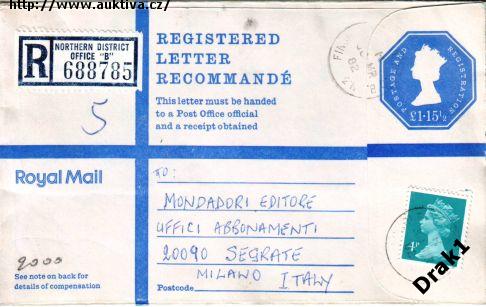 http://www.auktiva.cz/
R
NORTHERN DISTRICT
OFFICE "B"
688785
REGISTERED
LETTER
RECOMMANDÉ
This letter must be handed
to a Post Office official
and a receipt obtained
POSTAGE AND REGISTRATION
£1·15½
5
Royal Mail
TO:
MONDADORI EDITORE
UFFICI ABBONAMENTI
20090 SEGRATE
MILANO ITALY
Postcode
2000
See note on back for
details of compensation
4P
Drak1